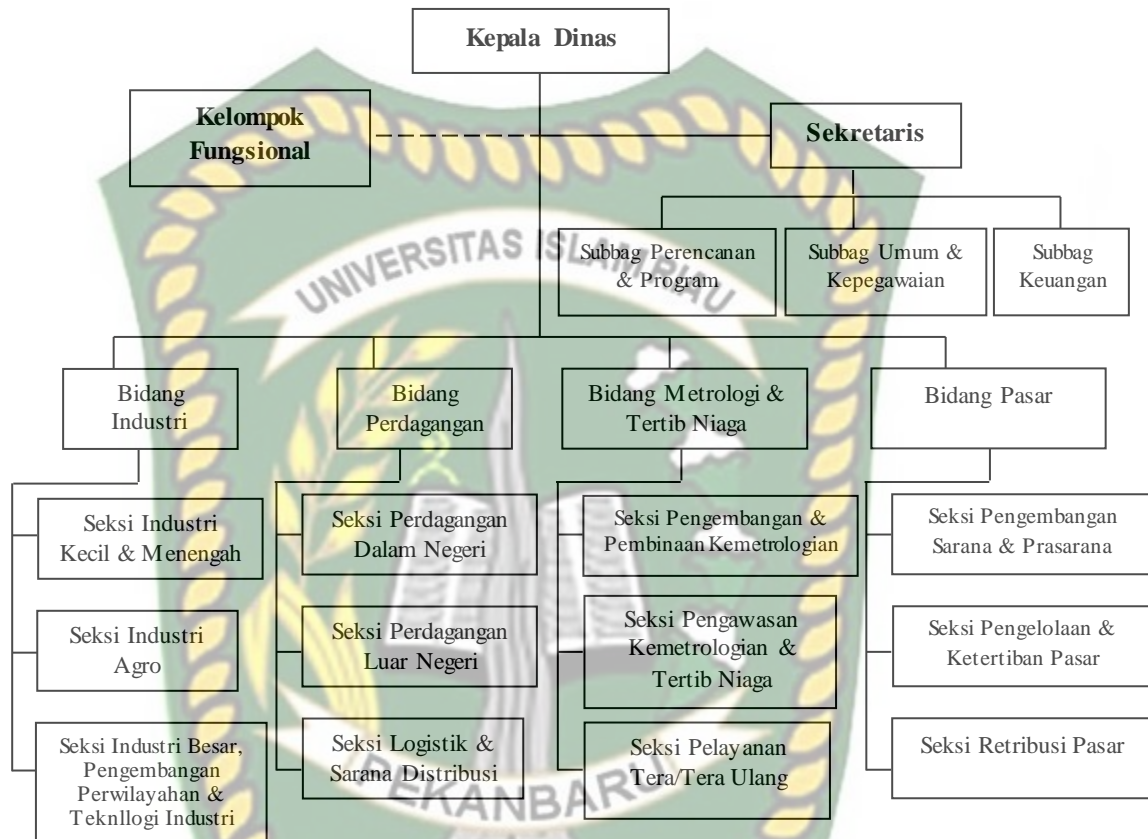 Kepala Dinas
Kelompok
Fungsional
Sekretaris
Subbag Perencanan
& Program
Subbag Umum &
Kepegawaian
Subbag
Keuangan
UNIVERSITAS ISLAM RIAU
Bidang
Industri
Bidang
Perdagangan
Bidang Metrologi &
Tertib Niaga
Bidang Pasar
Seksi Industri
Kecil & Menengah
Seksi Perdagangan
Dalam Negeri
Seksi Pengembangan &
Pembinaan Kemetrologian
Seksi Pengembangan
Sarana & Prasarana
Seksi Industri
Agro
Seksi Perdagangan
Luar Negeri
Seksi Pengawasan
Kemetrologian &
Tertib Niaga
Seksi Pengelolaan &
Ketertiban Pasar
Seksi Industri Besar,
Pengembangan
Perwilayahan &
Teknllogi Industri
Seksi Logistik &
Sarana Distribusi
Seksi Pelayanan
Tera/Tera Ulang
Seksi Retribusi Pasar
PEKANBARU